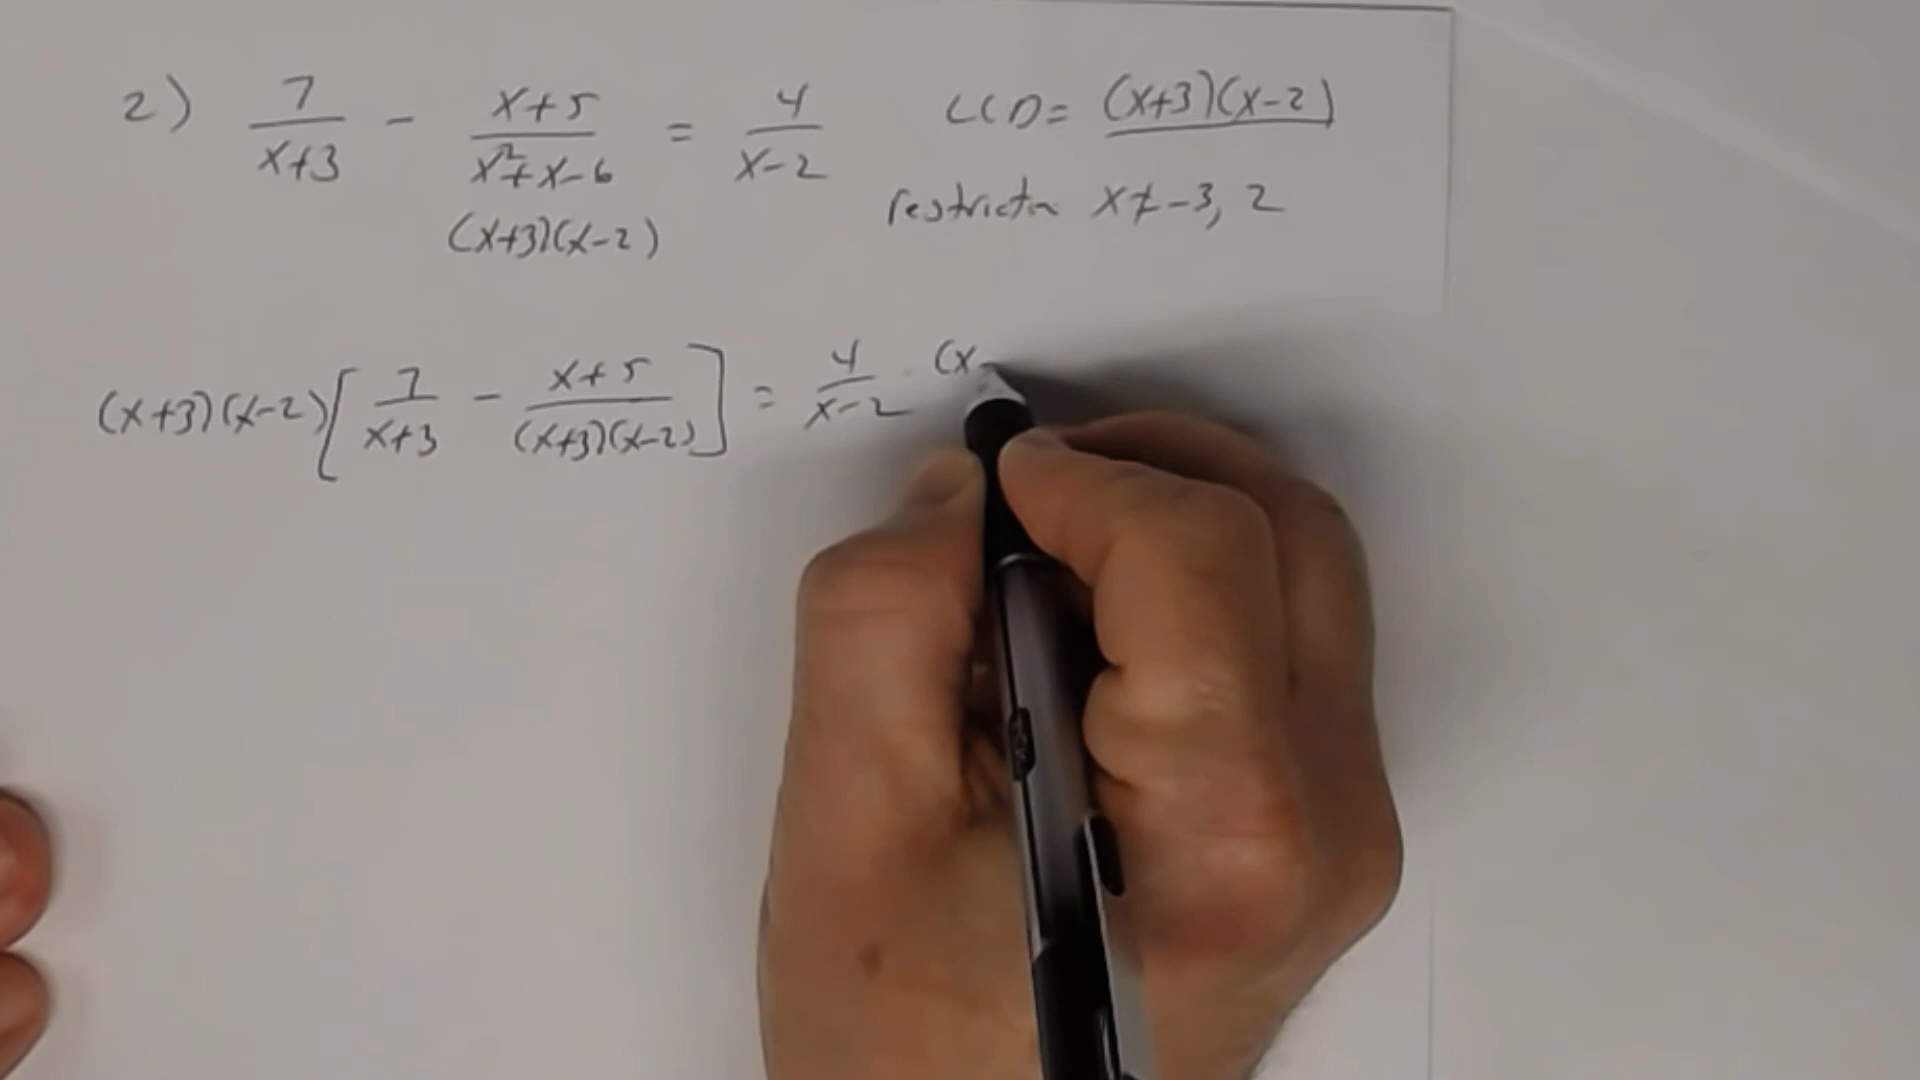 2) 7/(x+3) - (x+5)/(x²+x-6) = 4/(x-2) LCD= (x+3)(x-2)
(x+3)(x-2) x≠-3, 2
(x+3)(x-2)[7/(x+3) - (x+5)/((x+3)(x-2))] = 4/(x-2) · (x